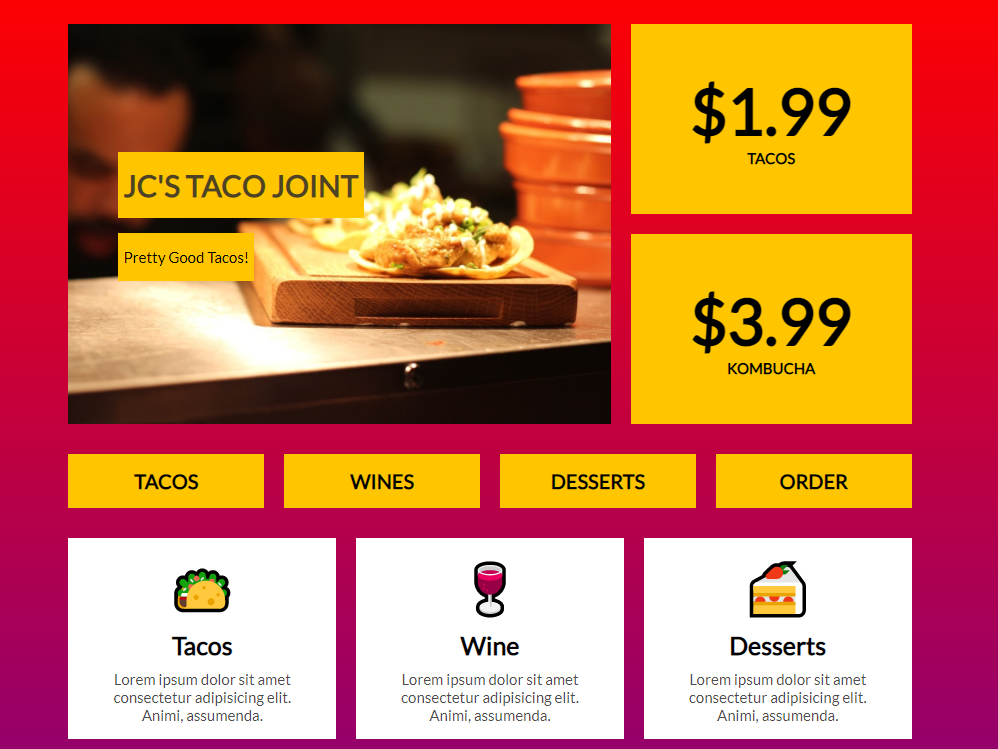 JC'S TACO JOINT
Pretty Good Tacos!
$1.99
TACOS
$3.99
KOMBUCHA
TACOS
WINES
DESSERTS
ORDER
Tacos
Lorem ipsum dolor sit amet
consectetur adipisicing elit.
Animi, assumenda.
Wine
Lorem ipsum dolor sit amet
consectetur adipisicing elit.
Animi, assumenda.
Desserts
Lorem ipsum dolor sit amet
consectetur adipisicing elit.
Animi, assumenda.